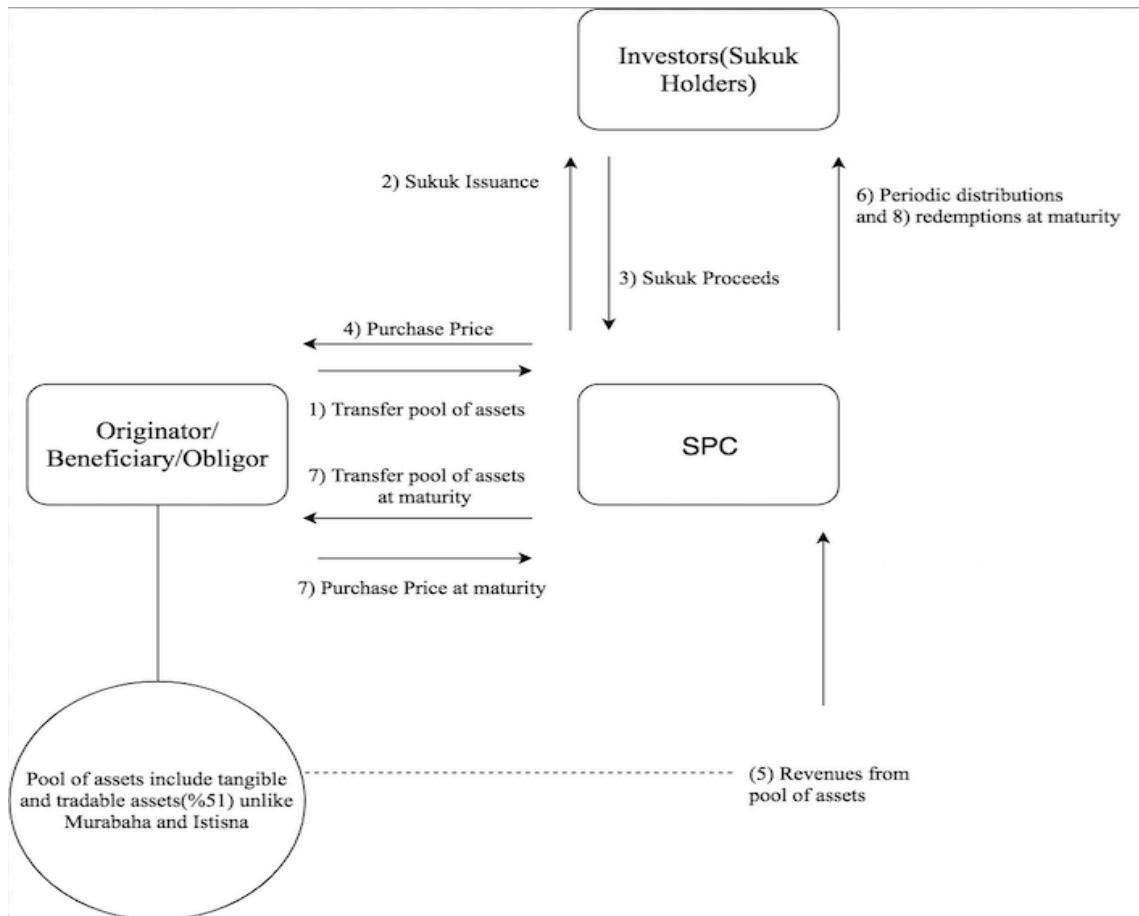 Investors(Sukuk
Holders)
2) Sukuk Issuance
6) Periodic distributions
and 8) redemptions at maturity
3) Sukuk Proceeds
4) Purchase Price
1) Transfer pool of assets
Originator/
Beneficiary/Obligor
SPC
7) Transfer pool of assets
at maturity
7) Purchase Price at maturity
Pool of assets include tangible
and tradable assets(%51) unlike
Murabaha and Istisna
(5) Revenues from
pool of assets